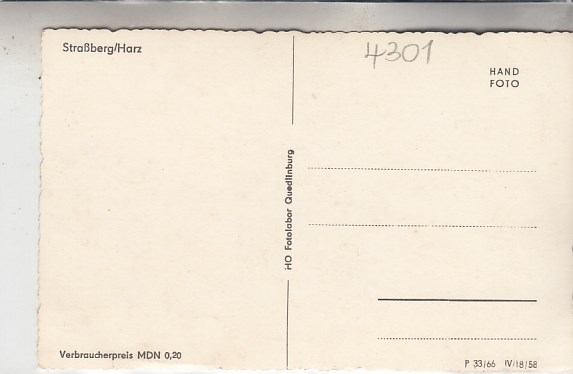 Straßberg/Harz
4301
HAND
FOTO
HO Fotolabor Quedlinburg
Verbraucherpreis MDN 0,20
P 33/66 IV/18/58